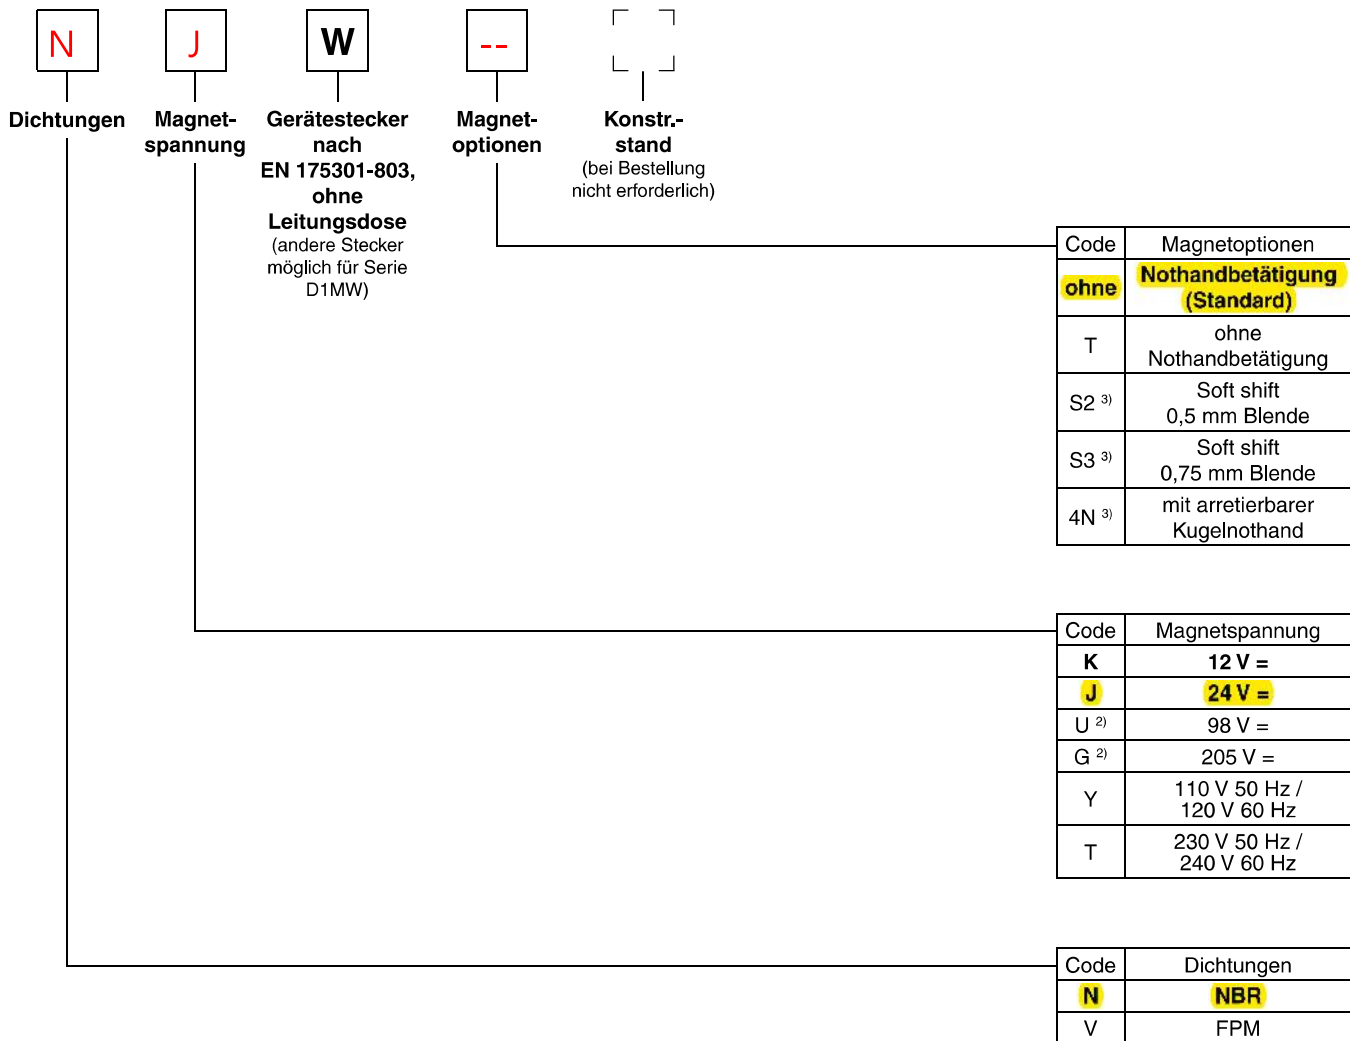 N J W --
Dichtungen
Magnet-
spannung
Gerätestecker
nach
EN 175301-803,
ohne
Leitungsdose
(andere Stecker
möglich für Serie
D1MW)
Magnet-
optionen
Konstr.-
stand
(bei Bestellung
nicht erforderlich)
Code Magnetoptionen
ohne Nothandbetätigung
(Standard)
T ohne
Nothandbetätigung
S2 3) Soft shift
0,5 mm Blende
S3 3) Soft shift
0,75 mm Blende
4N 3) mit arretierbarer
Kugelnothand
Code Magnetspannung
K 12 V =
J 24 V =
U 2) 98 V =
G 2) 205 V =
Y 110 V 50 Hz /
120 V 60 Hz
T 230 V 50 Hz /
240 V 60 Hz
Code Dichtungen
N NBR
V FPM